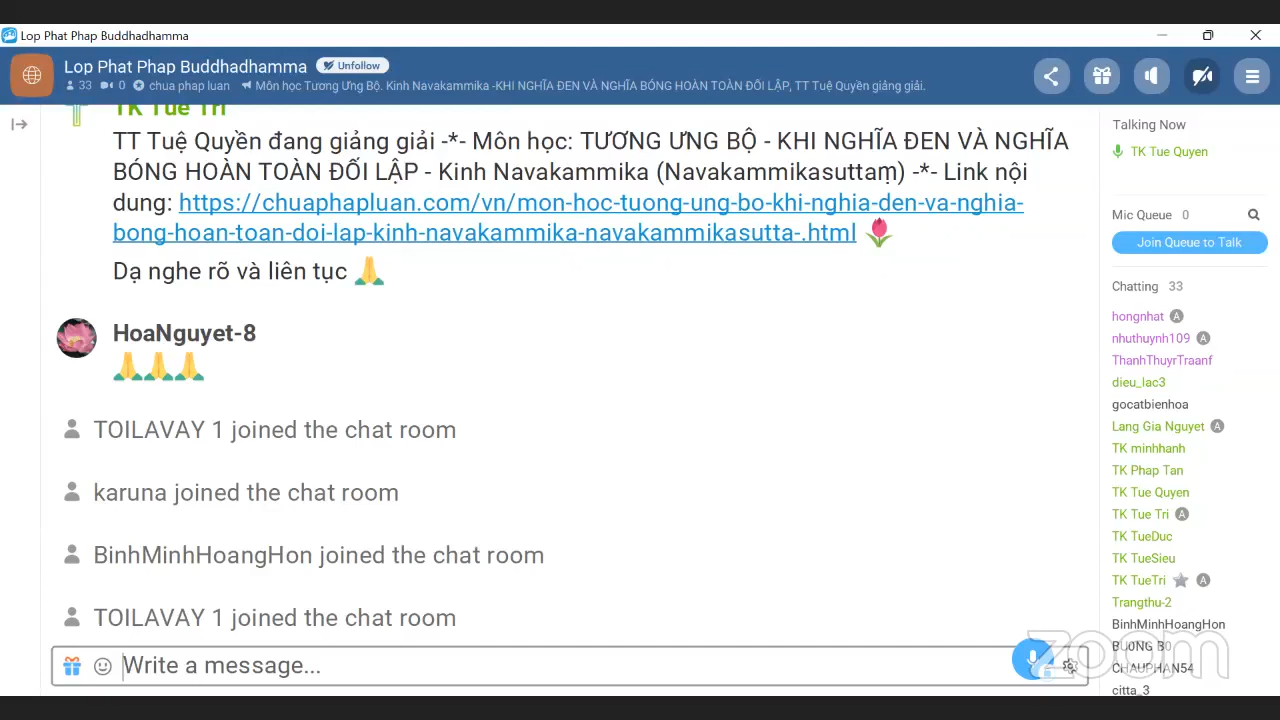 Lop Phat Phap Buddhadhamma
Lop Phat Phap Buddhadhamma
Unfollow
33 0 chua phap luan Môn học Tương Ưng Bộ. Kinh Navakammika -KHI NGHĨA ĐEN VÀ NGHĨA BÓNG HOÀN TOÀN ĐỐI LẬP, TT Tuệ Quyền giảng giải.
TK Tue Tri
TT Tuệ Quyền đang giảng giải -*- Môn học: TƯƠNG ƯNG BỘ - KHI NGHĨA ĐEN VÀ NGHĨA
BÓNG HOÀN TOÀN ĐỐI LẬP - Kinh Navakammika (Navakammikasuttaṃ) -*- Link nội
dung: https://chuaphapluan.com/vn/mon-hoc-tuong-ung-bo-khi-nghia-den-va-nghia-
bong-hoan-toan-doi-lap-kinh-navakammika-navakammikasutta-.html 🌷
Dạ nghe rõ và liên tục 🙏
HoaNguyet-8
🙏🙏🙏
TOILAVAY 1 joined the chat room
karuna joined the chat room
BinhMinhHoangHon joined the chat room
TOILAVAY 1 joined the chat room
Write a message...
Talking Now
TK Tue Quyen
Mic Queue 0
Join Queue to Talk
Chatting 33
hongnhat A
nhuthuynh109 A
ThanhThuyrTraanf
dieu_lac3
gocatbienhoa
Lang Gia Nguyet A
TK minhhanh
TK Phap Tan
TK Tue Quyen
TK Tue Tri A
TK TueDuc
TK TueSieu
TK TueTri A
Trangthu-2
BinhMinhHoangHon
BUONG BO
CHAUPHAN54
citta_3
zoom